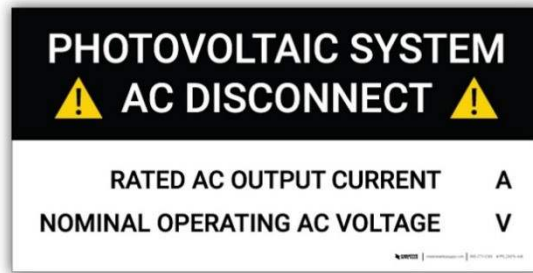 PHOTOVOLTAIC SYSTEM
AC DISCONNECT
RATED AC OUTPUT CURRENT A
NOMINAL OPERATING AC VOLTAGE V